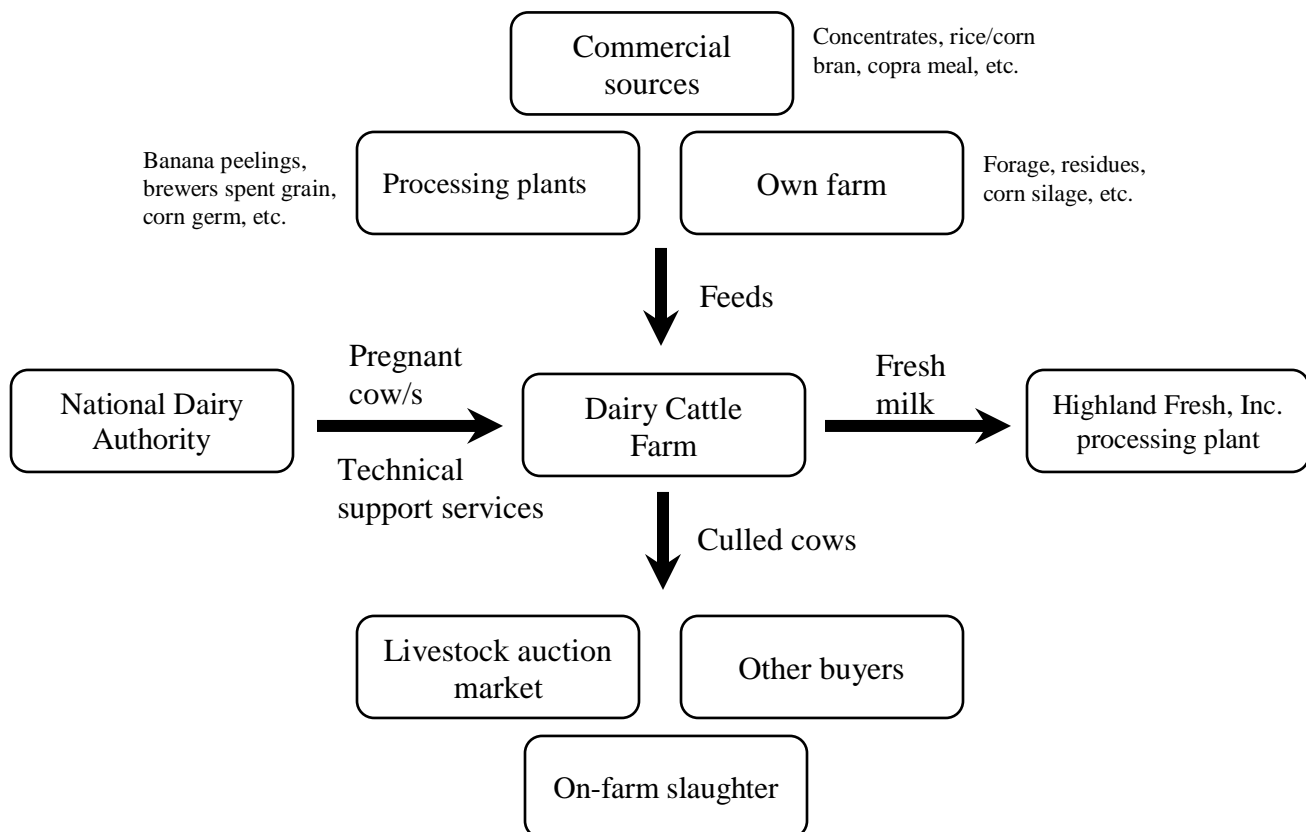 Commercial
sources
Concentrates, rice/corn
bran, copra meal, etc.
Banana peelings,
brewers spent grain,
corn germ, etc.
Processing plants
Own farm
Forage, residues,
corn silage, etc.
Feeds
National Dairy
Authority
Pregnant
cow/s
Technical
support services
Dairy Cattle
Farm
Fresh
milk
Highland Fresh, Inc.
processing plant
Culled cows
Livestock auction
market
Other buyers
On-farm slaughter